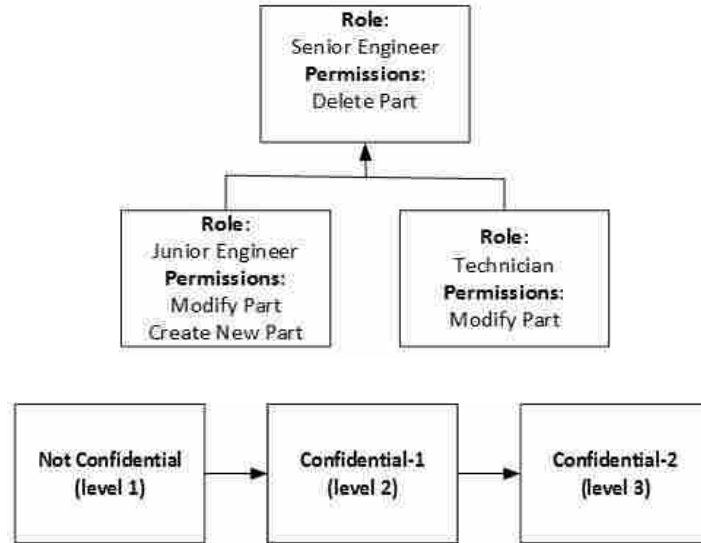 Role:
Senior Engineer
Permissions:
Delete Part
Role:
Junior Engineer
Permissions:
Modify Part
Create New Part
Role:
Technician
Permissions:
Modify Part
Not Confidential
(level 1)
Confidential-1
(level 2)
Confidential-2
(level 3)